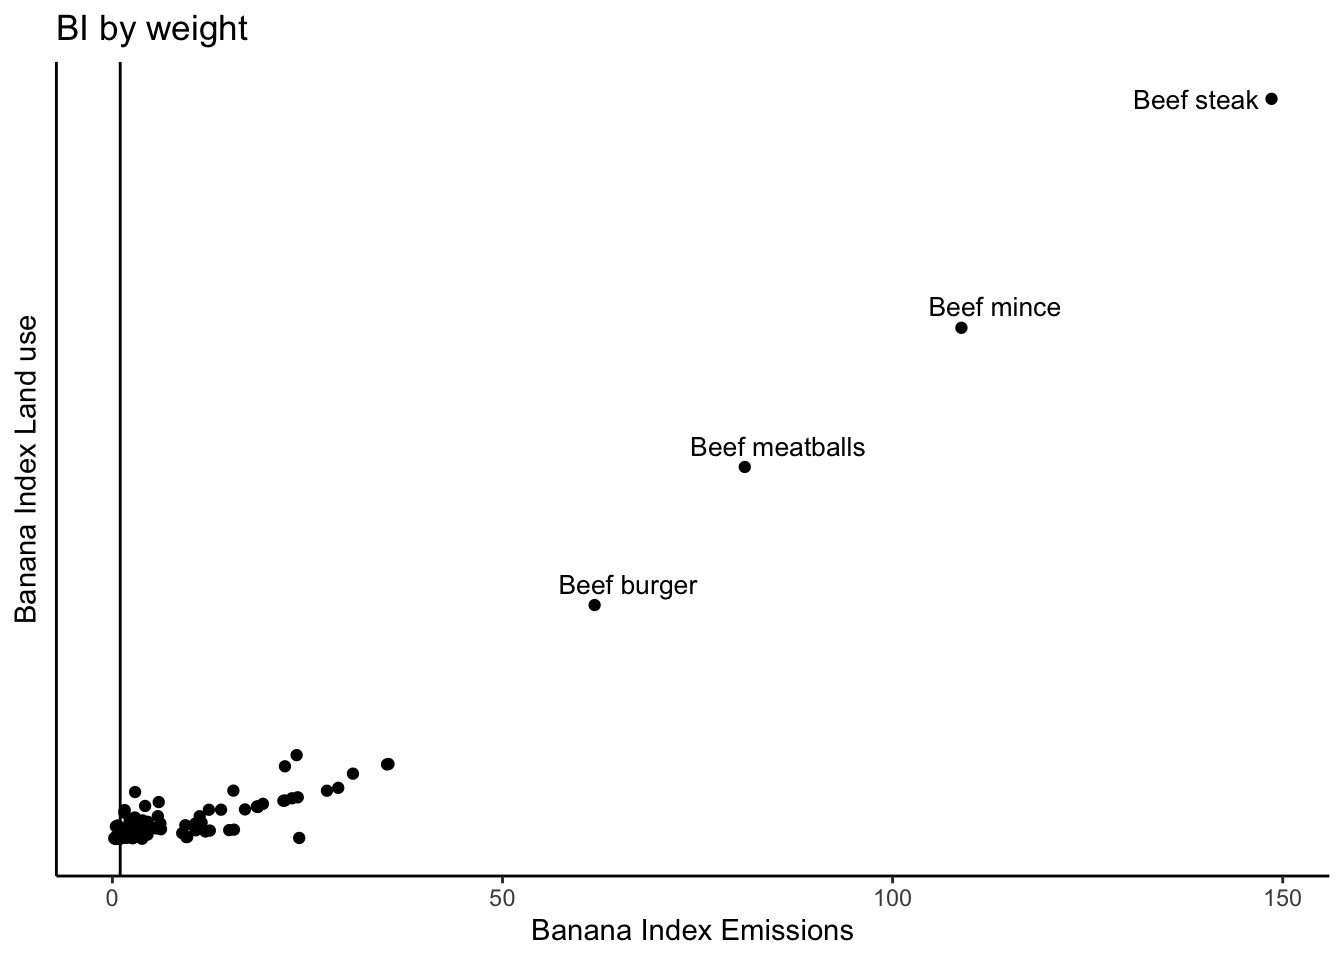 BI by weight
Beef steak
Beef mince
Beef meatballs
Beef burger
Banana Index Land use
0
50
100
150
Banana Index Emissions